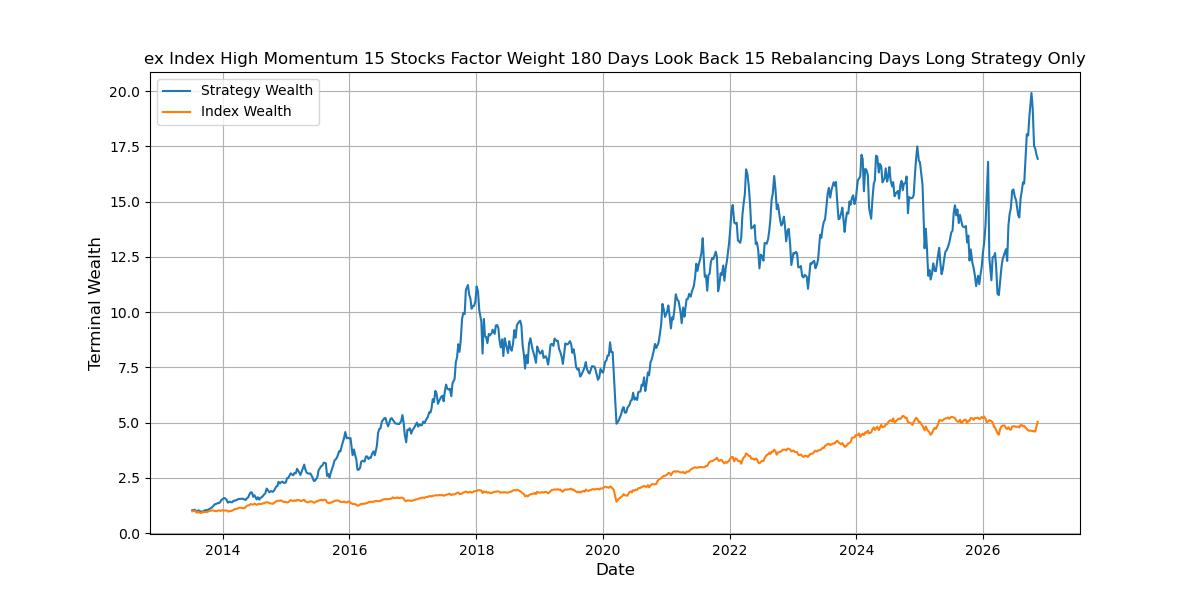 ex Index High Momentum 15 Stocks Factor Weight 180 Days Look Back 15 Rebalancing Days Long Strategy Only
Strategy Wealth
Index Wealth
Terminal Wealth
20.0
17.5
15.0
12.5
10.0
7.5
5.0
2.5
0.0
2014 2016 2018 2020 2022 2024 2026
Date